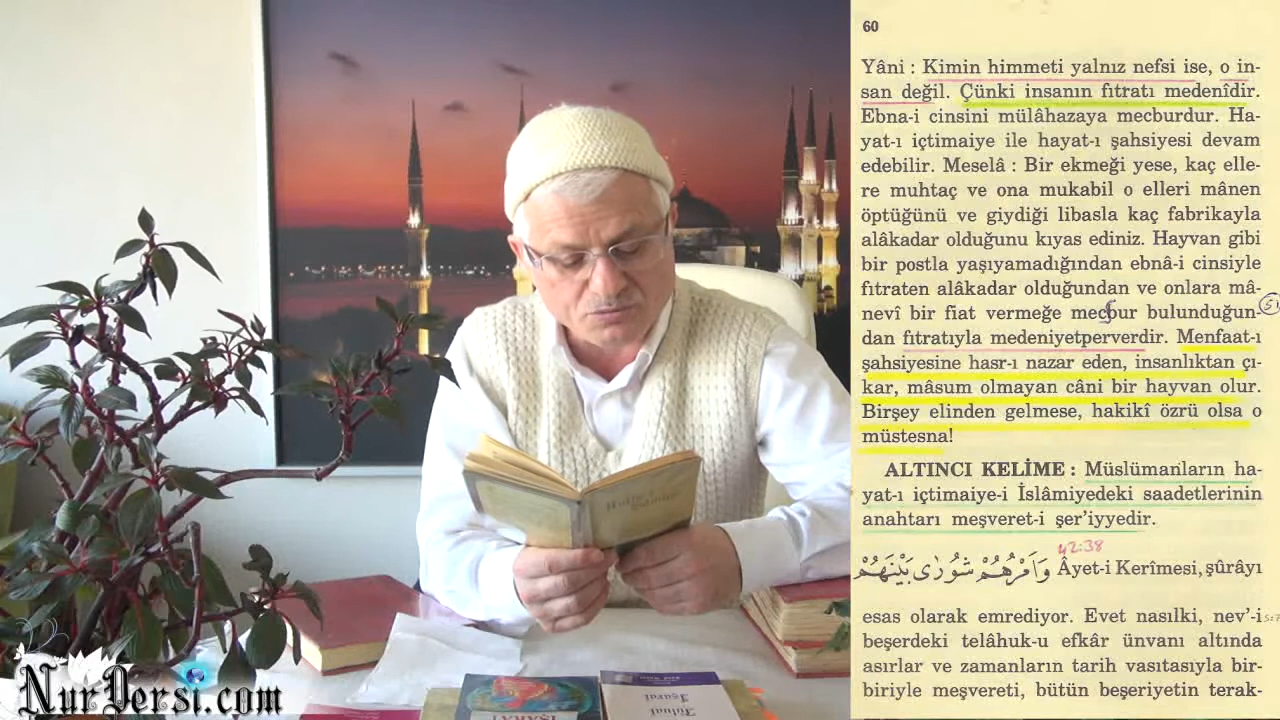 60
Yâni : Kimin himmeti yalnız nefsi ise, o in-
san değil. Çünki insanın fıtratı medenîdir.
Ebna-i cinsini mülâhazaya mecburdur. Ha-
yat-ı içtimaiye ile hayat-ı şahsiyesi devam
edebilir. Meselâ : Bir ekmeği yese, kaç elle-
re muhtaç ve ona mukabil o elleri mânen
öptüğünü ve giydiği libasla kaç fabrikayla
alâkadar olduğunu kıyas ediniz. Hayvan gibi
bir postla yaşıyamadığından ebnâ-i cinsiyle
fıtraten alâkadar olduğundan ve onlara mâ-
nevî bir fiat vermeğe mecbur bulunduğun-
dan fıtratıyla medeniyetperverdir. Menfaat-ı
şahsiyesine hasr-ı nazar eden, insanlıktan çı-
kar, mâsum olmayan câni bir hayvan olur.
Birşey elinden gelmese, hakikî özrü olsa o
müstesna!
ALTINCI KELİME : Müslümanların ha-
yat-ı içtimaiye-i İslâmiyedeki saadetlerinin
anahtarı meşveret-i şer'iyyedir.
42:38
وَاَمْرُهُمْ شُورٰى بَيْنَهُمْ Âyet-i Kerîmesi, şûrâyı
esas olarak emrediyor. Evet nasılki, nev'-i
beşerdeki telâhuk-u efkâr ünvanı altında
asırlar ve zamanların tarih vasıtasıyla bir-
biriyle meşvereti, bütün beşeriyetin terak-
NurDersi.com
İŞARAT
Tuluat
İşarat